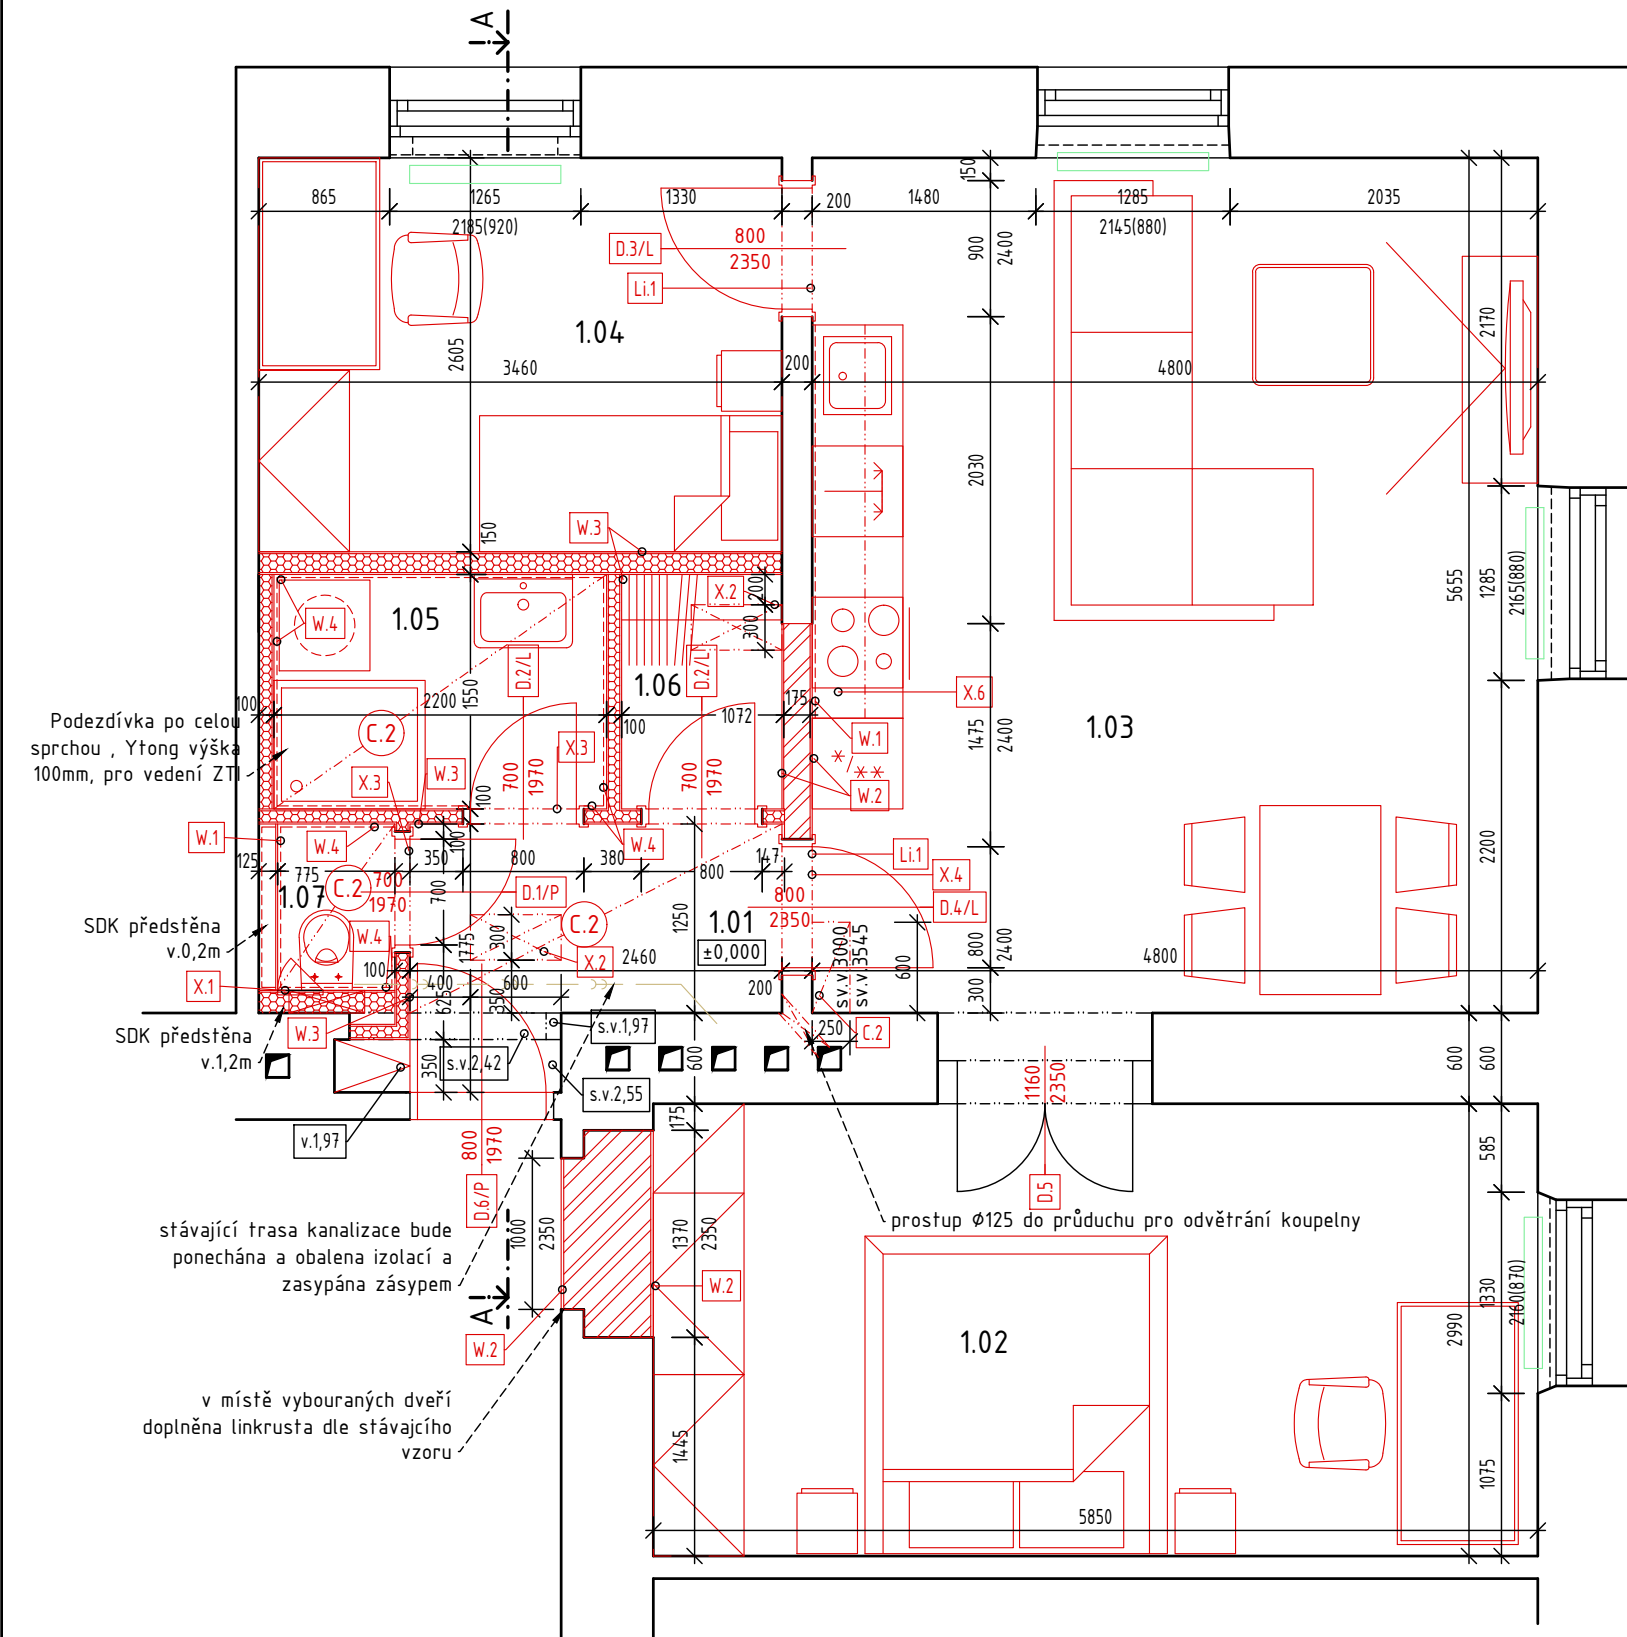 A
150
865
1265
1330
200
1480
1285
2035
2185(920)
2145(880)
D.3/L
800
2350
900
2400
Li.1
1.04
2170
2605
3460
200
4800
2030
150
W.3
5655
1285
2165(880)
X.2
200
300
1.05
W.4
D.2/L
D.2/L
1.06
1550
100
2200
100
1072
175
X.6
1475
2400
1.03
Podezdívka po celou
sprchou , Ytong výška
100mm, pro vedení ZTI
C.2
X.3
X.3
W.3
W.1
W.2
700
1970
700
1970
100
W.1
W.4
W.4
100
125
775
350
800
380
800
147
Li.1
X.4
2200
1.07
C.2
700
1970
700
D.1/P
800
2350
D.4/L
SDK předstěna
v.0,2m
W.4
C.2
1.01
±0,000
1250
1775
300
X.2
2460
sv.v.3000
sv.v.3545
600
800
2400
4800
X.1
100
400
600
350
625
200
300
SDK předstěna
v.1,2m
W.3
s.v.1,97
250
C.2
s.v.2,42
350
600
600
600
s.v.2,55
1160
2350
v.1,97
800
1970
175
585
D.6/P
D.5
stávající trasa kanalizace bude
ponechána a obalena izolací a
zasypána zásypem
1000
2350
1370
2350
prostup Ø125 do průduchu pro odvětrání koupelny
A
W.2
W.2
1.02
2990
1330
2160(870)
v místě vybouraných dveří
doplněna linkrusta dle stávajcího
vzoru
1445
1075
5850